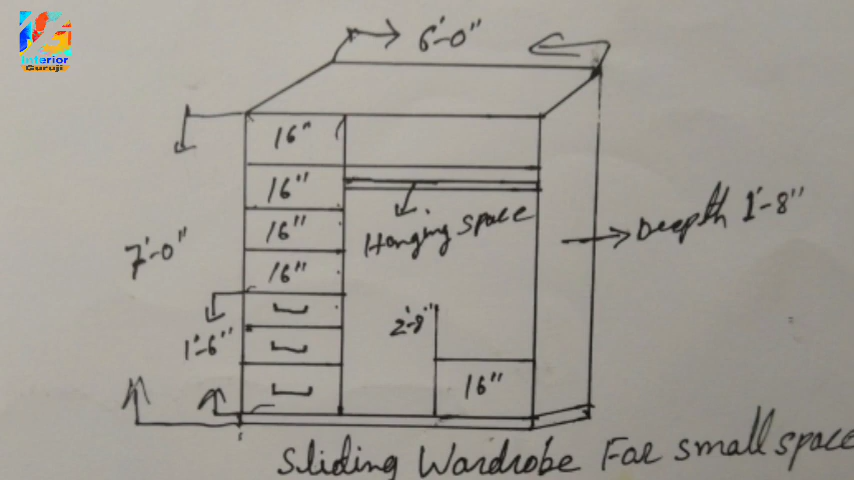 Interior
Guruji
6'-0"
16"
16"
Hanging space
Deepth 1'-8"
16"
7'-0"
16"
2'-8"
1'-6"
16"
Sliding Wardrobe For small space